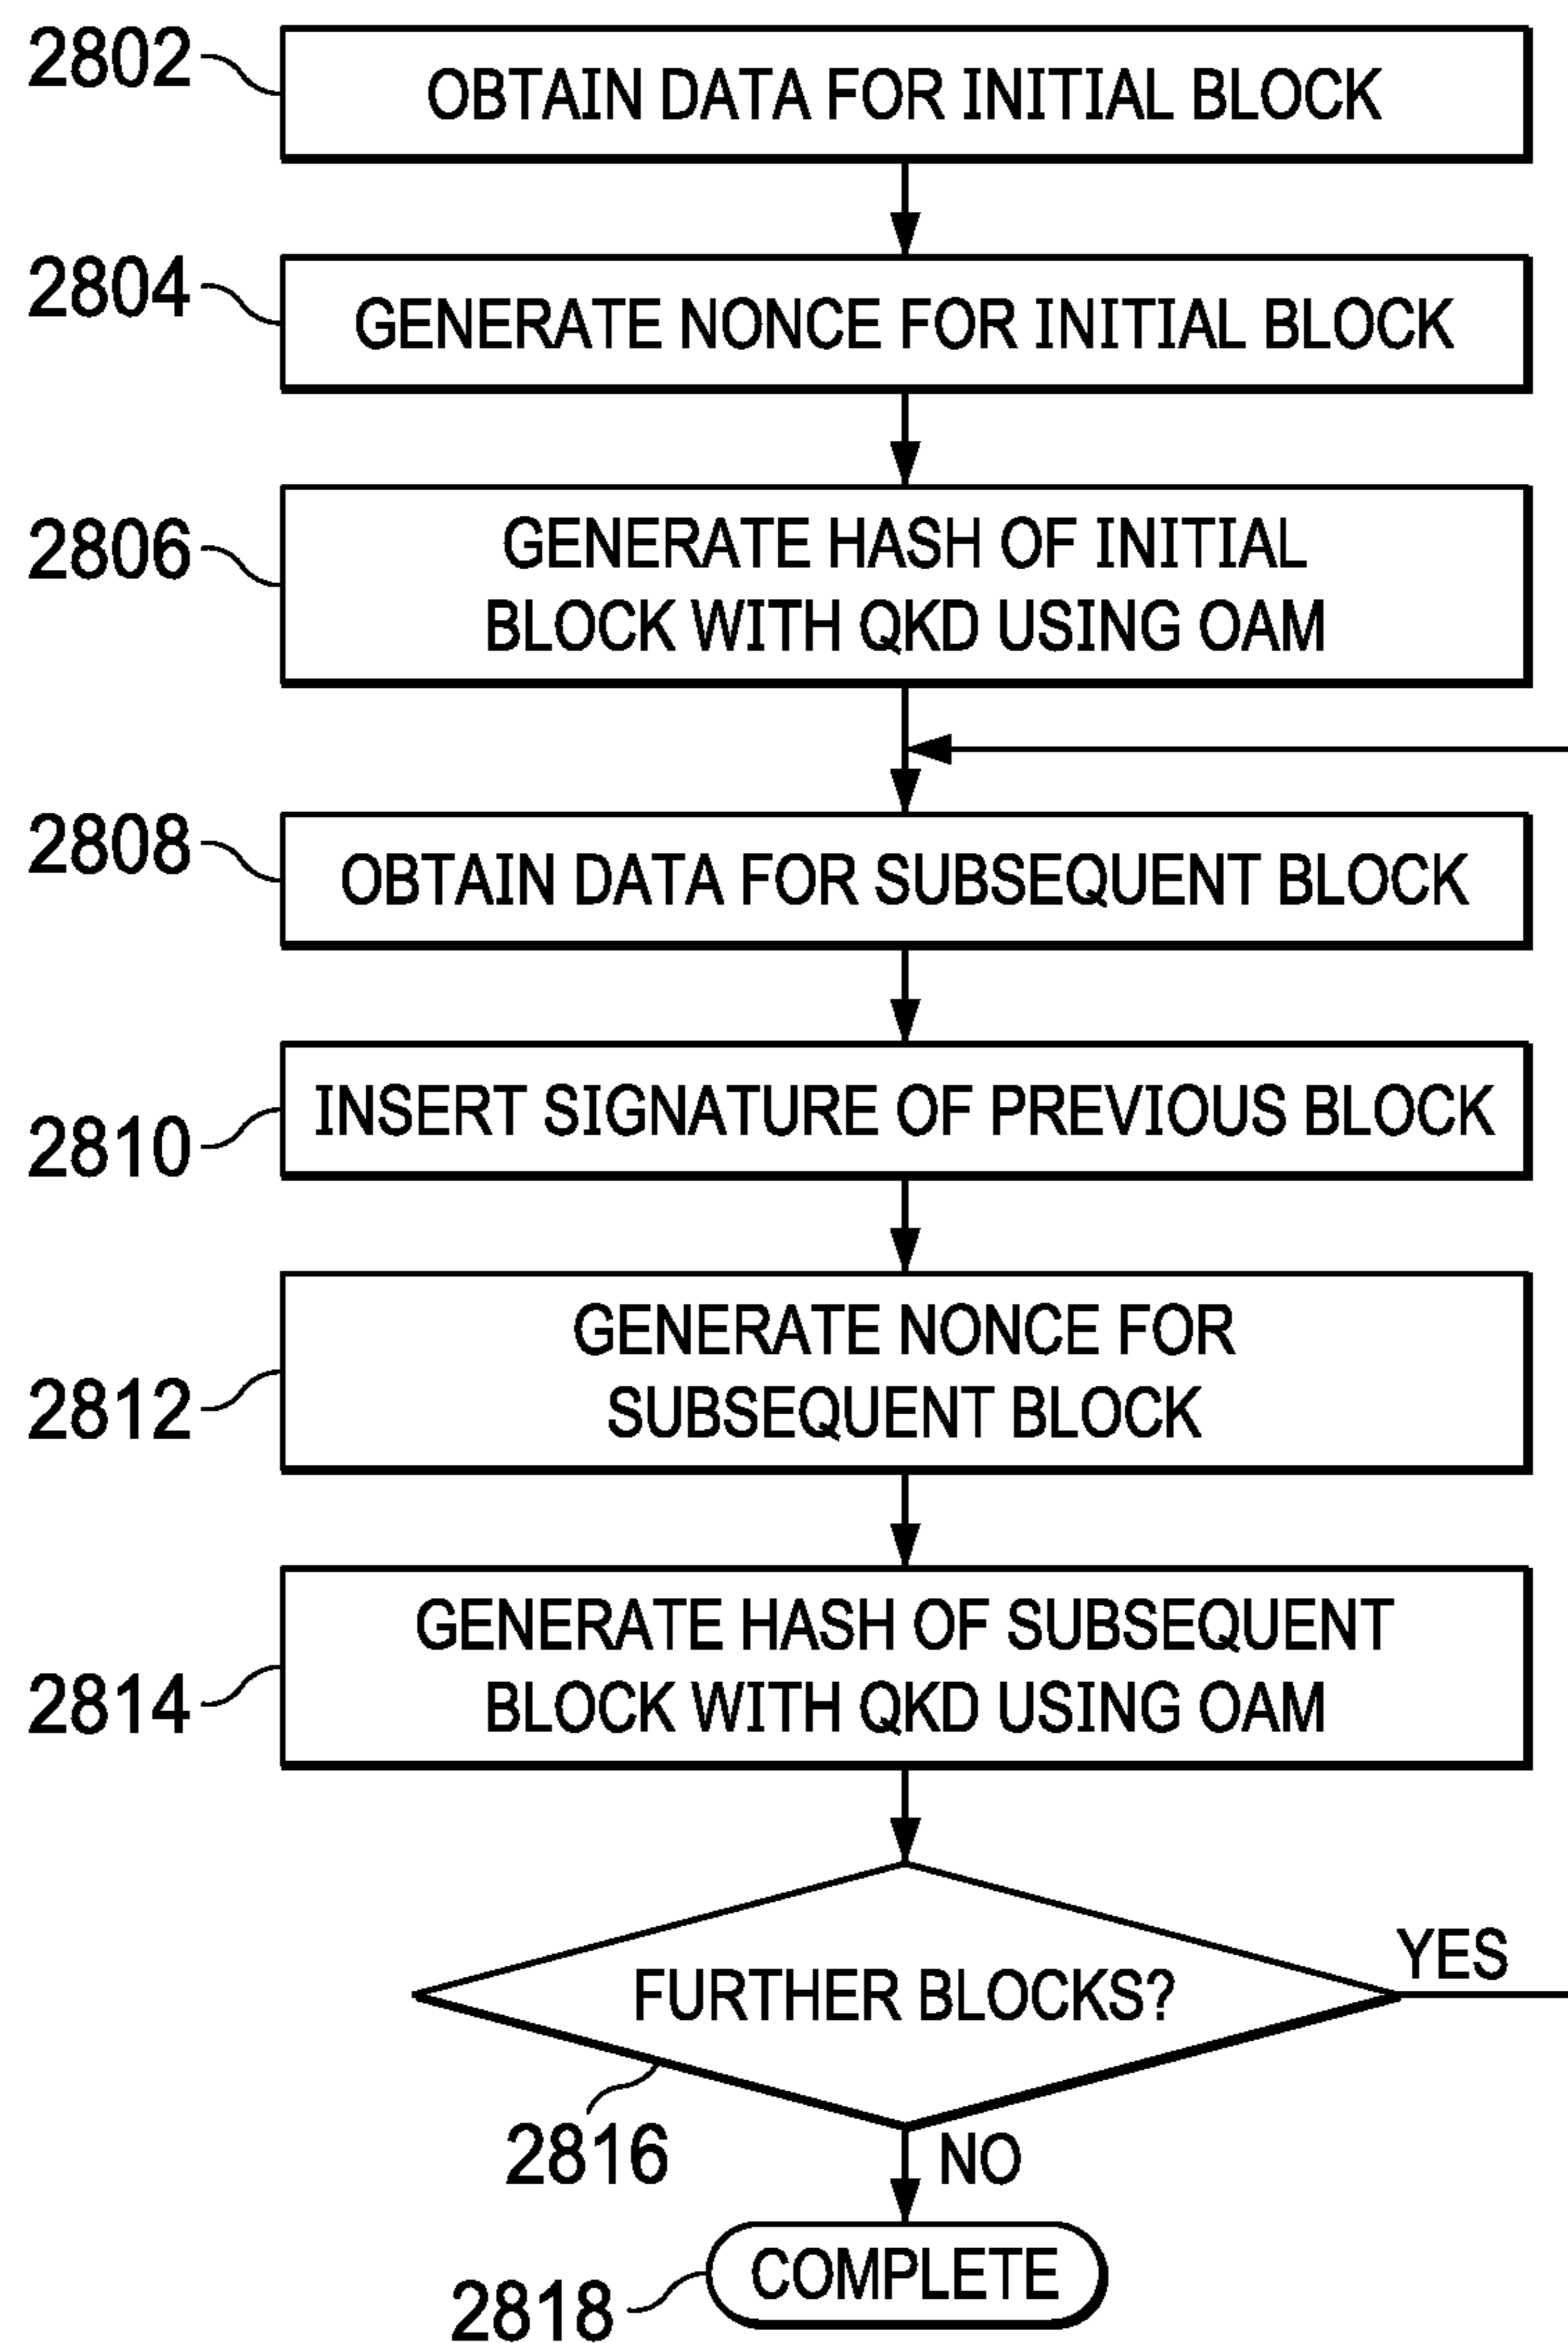 2802
OBTAIN DATA FOR INITIAL BLOCK
2804
GENERATE NONCE FOR INITIAL BLOCK
2806
GENERATE HASH OF INITIAL
BLOCK WITH QKD USING OAM
2808
OBTAIN DATA FOR SUBSEQUENT BLOCK
2810
INSERT SIGNATURE OF PREVIOUS BLOCK
2812
GENERATE NONCE FOR
SUBSEQUENT BLOCK
2814
GENERATE HASH OF SUBSEQUENT
BLOCK WITH QKD USING OAM
YES
FURTHER BLOCKS?
2816
NO
COMPLETE
2818